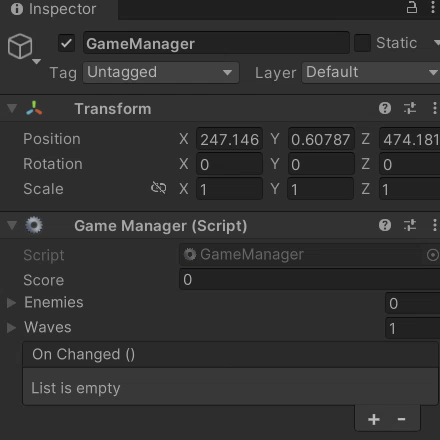 Inspector
GameManager Static
Tag Untagged Layer Default
Transform
Position X 247.146 Y 0.60787 Z 474.181
Rotation X 0 Y 0 Z 0
Scale X 1 Y 1 Z 1
Game Manager (Script)
Script GameManager
Score 0
Enemies 0
Waves 1
On Changed ()
List is empty
+ -